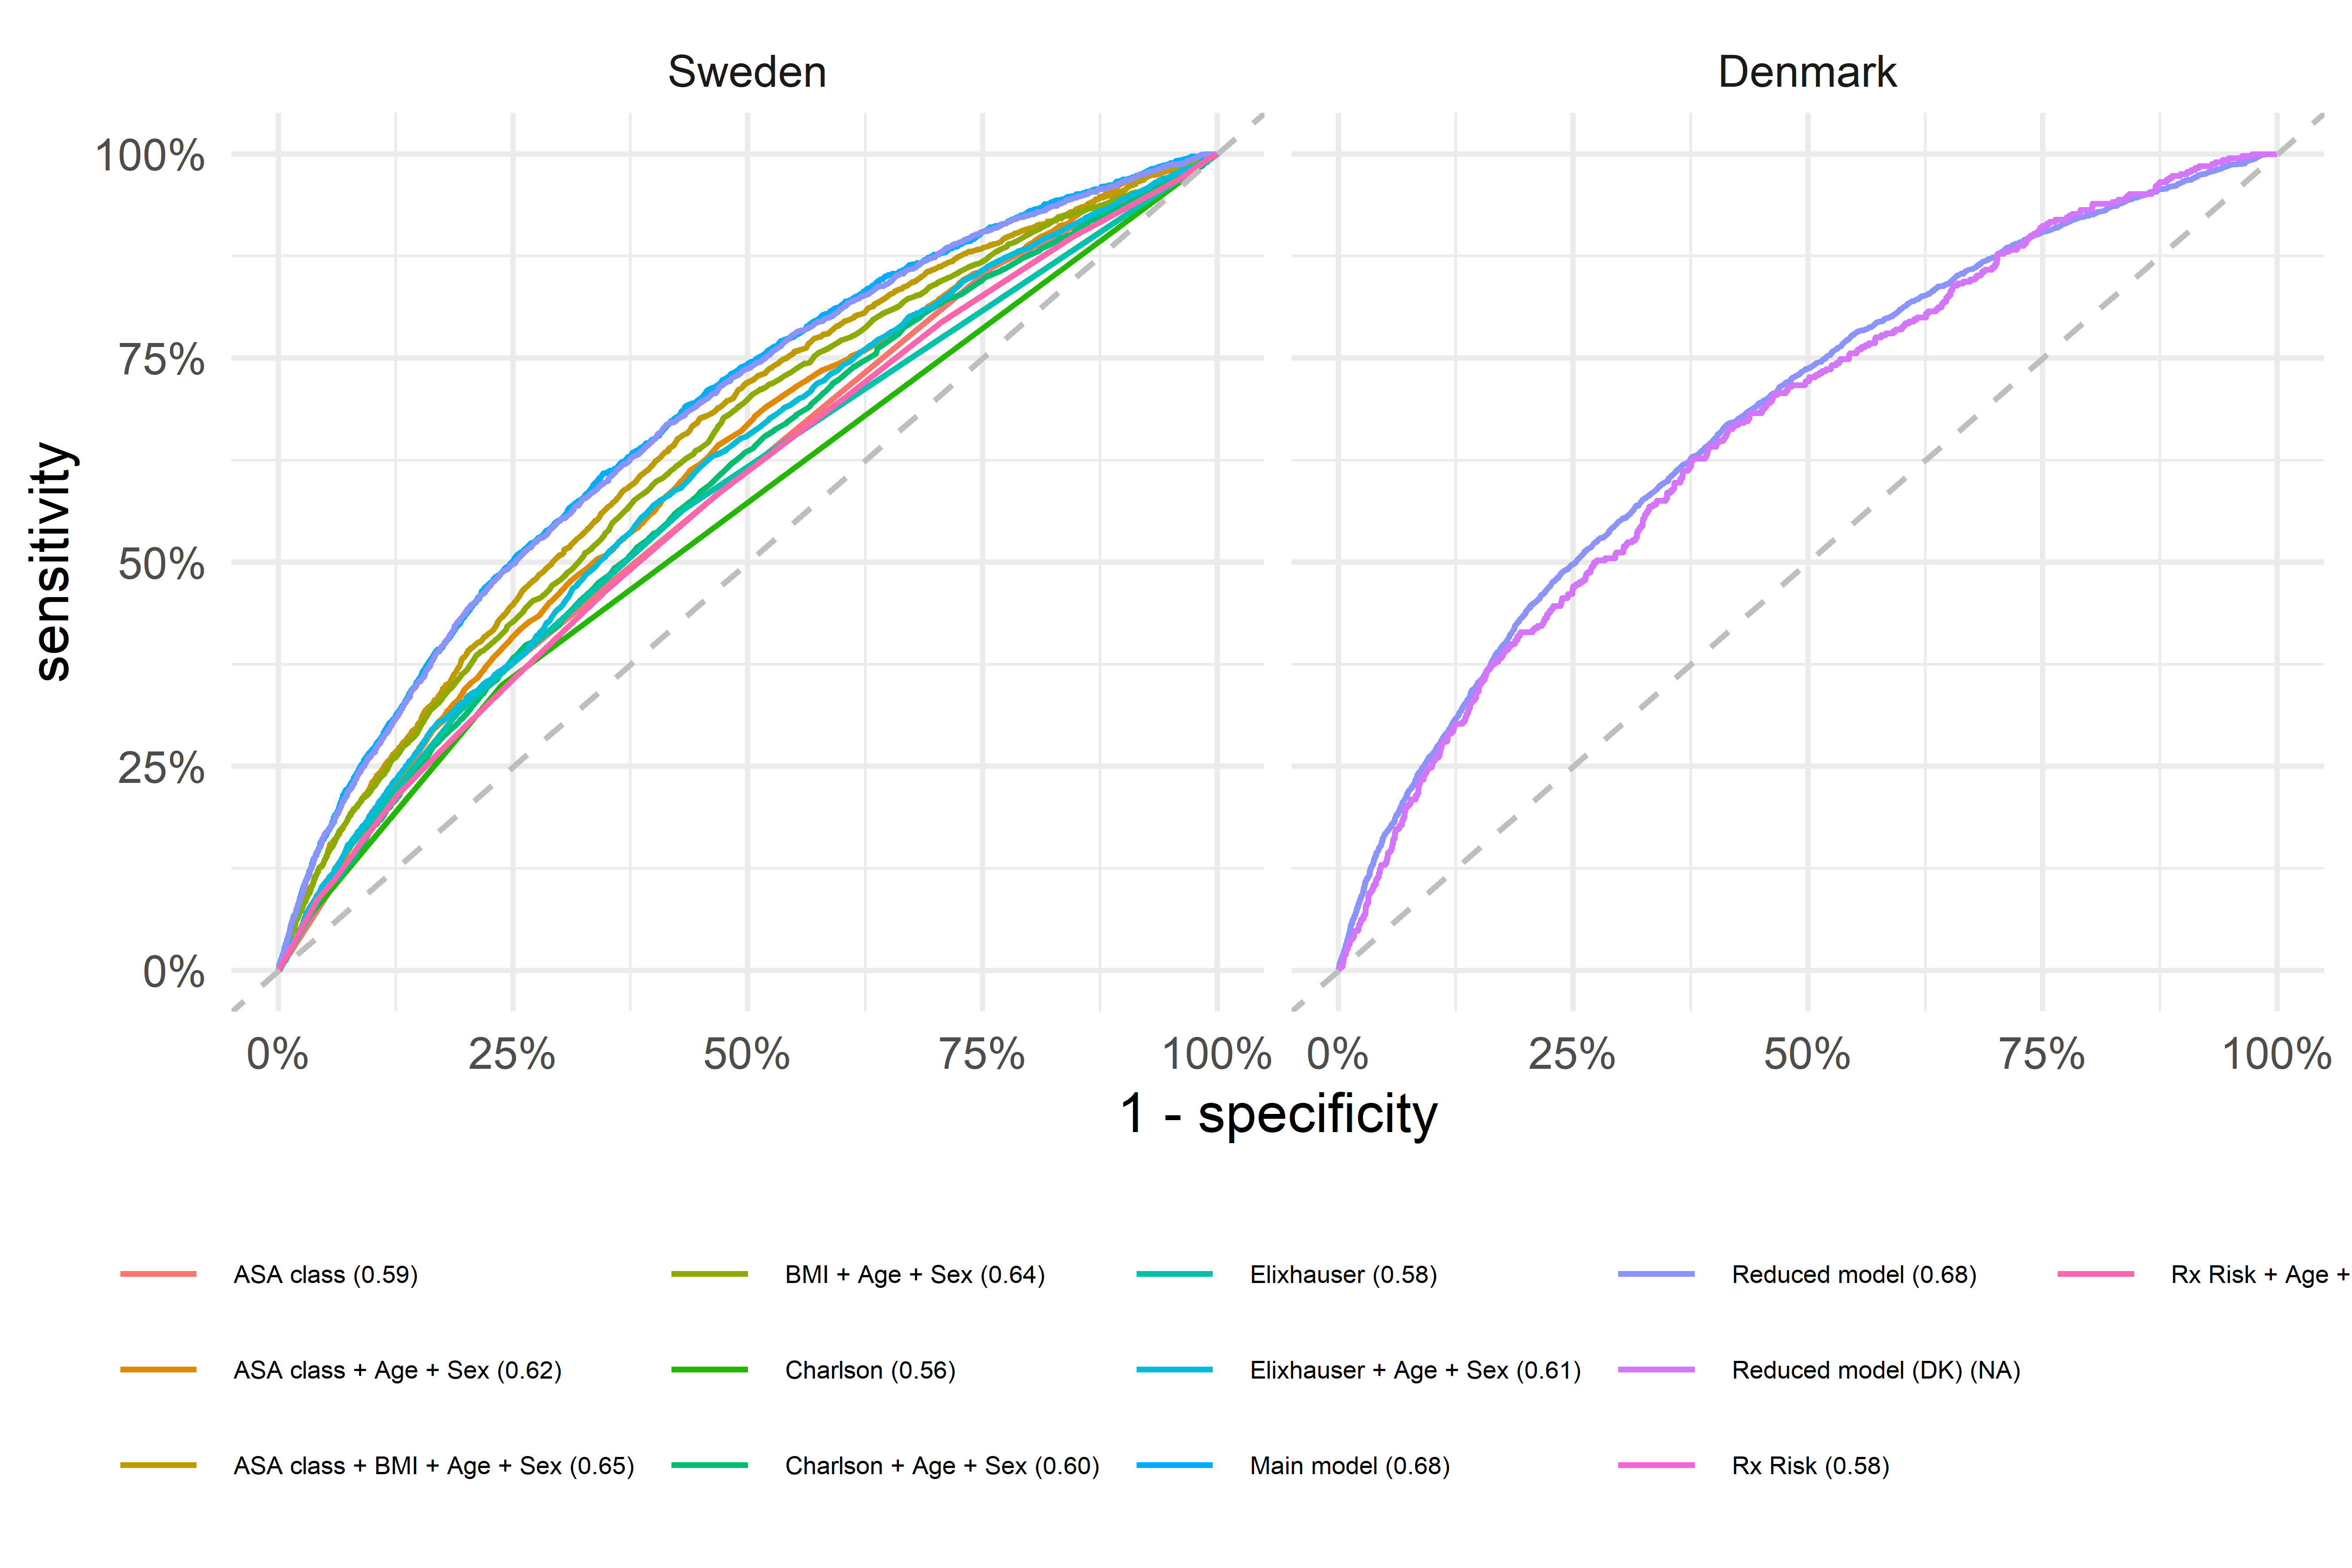 Sweden
Denmark
100%
75%
50%
25%
0%
sensitivity
0% 25% 50% 75% 100%
0% 25% 50% 75% 100%
1 - specificity
ASA class (0.59)
BMI + Age + Sex (0.64)
Elixhauser (0.58)
Reduced model (0.68)
Rx Risk + Age +
ASA class + Age + Sex (0.62)
Charlson (0.56)
Elixhauser + Age + Sex (0.61)
Reduced model (DK) (NA)
ASA class + BMI + Age + Sex (0.65)
Charlson + Age + Sex (0.60)
Main model (0.68)
Rx Risk (0.58)